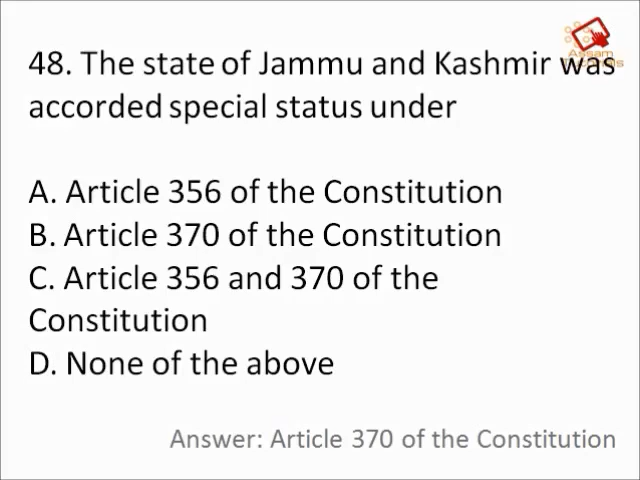 48. The state of Jammu and Kashmir was
accorded special status under
A. Article 356 of the Constitution
B. Article 370 of the Constitution
C. Article 356 and 370 of the
Constitution
D. None of the above
Answer: Article 370 of the Constitution
Assam